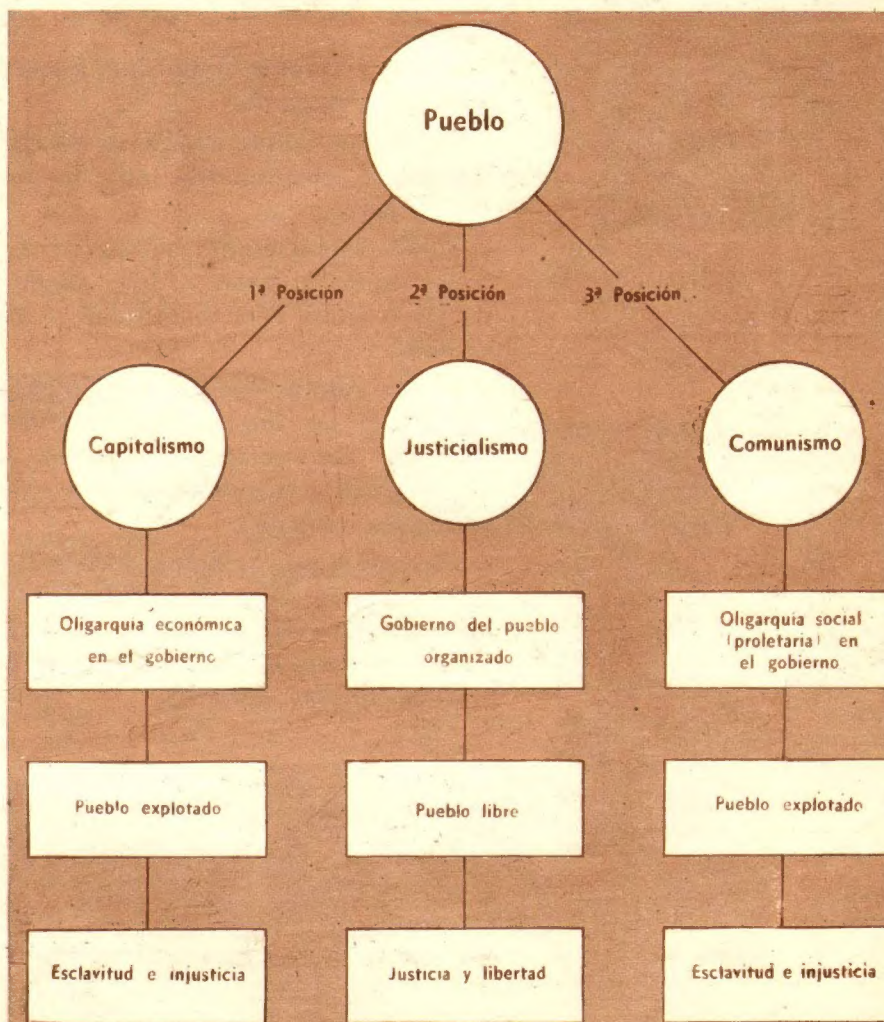 Pueblo
1ª Posición
2ª Posición
3ª Posición
Capitalismo
Justicialismo
Comunismo
Oligarquía económica
en el gobierno
Gobierno del pueblo
organizado
Oligarquía social
(proletaria) en
el gobierno
Pueblo explotado
Pueblo libre
Pueblo explotado
Esclavitud e injusticia
Justicia y libertad
Esclavitud e injusticia